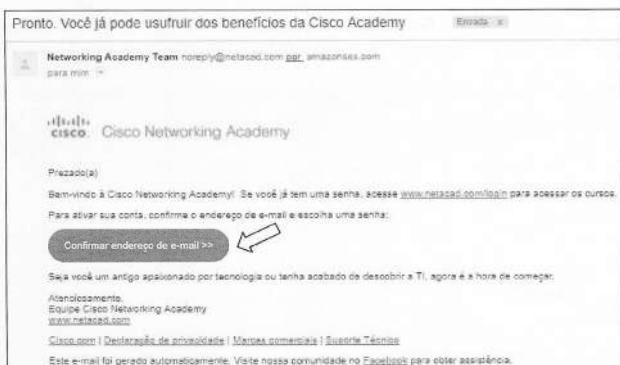 Pronto. Você já pode usufruir dos benefícios da Cisco Academy Entrada x
Networking Academy Team noreply@netacad.com por amazonses.com
para mim
CISCO Cisco Networking Academy
Prezado(a)
Bem-vindo à Cisco Networking Academy! Se você já tem uma senha, acesse www.netacad.com/login para acessar os cursos.
Para ativar sua conta, confirme o endereço de e-mail e escolha uma senha:
Confirmar endereço de e-mail >>
Seja você um antigo apaixonado por tecnologia ou tenha acabado de descobrir a TI, agora é a hora de começar.
Atenciosamente,
Equipe Cisco Networking Academy
www.netacad.com
Cisco.com | Declaração de privacidade | Marcas comerciais | Suporte Técnico
Este e-mail foi gerado automaticamente. Visite nossa comunidade no Facebook para obter assistência.